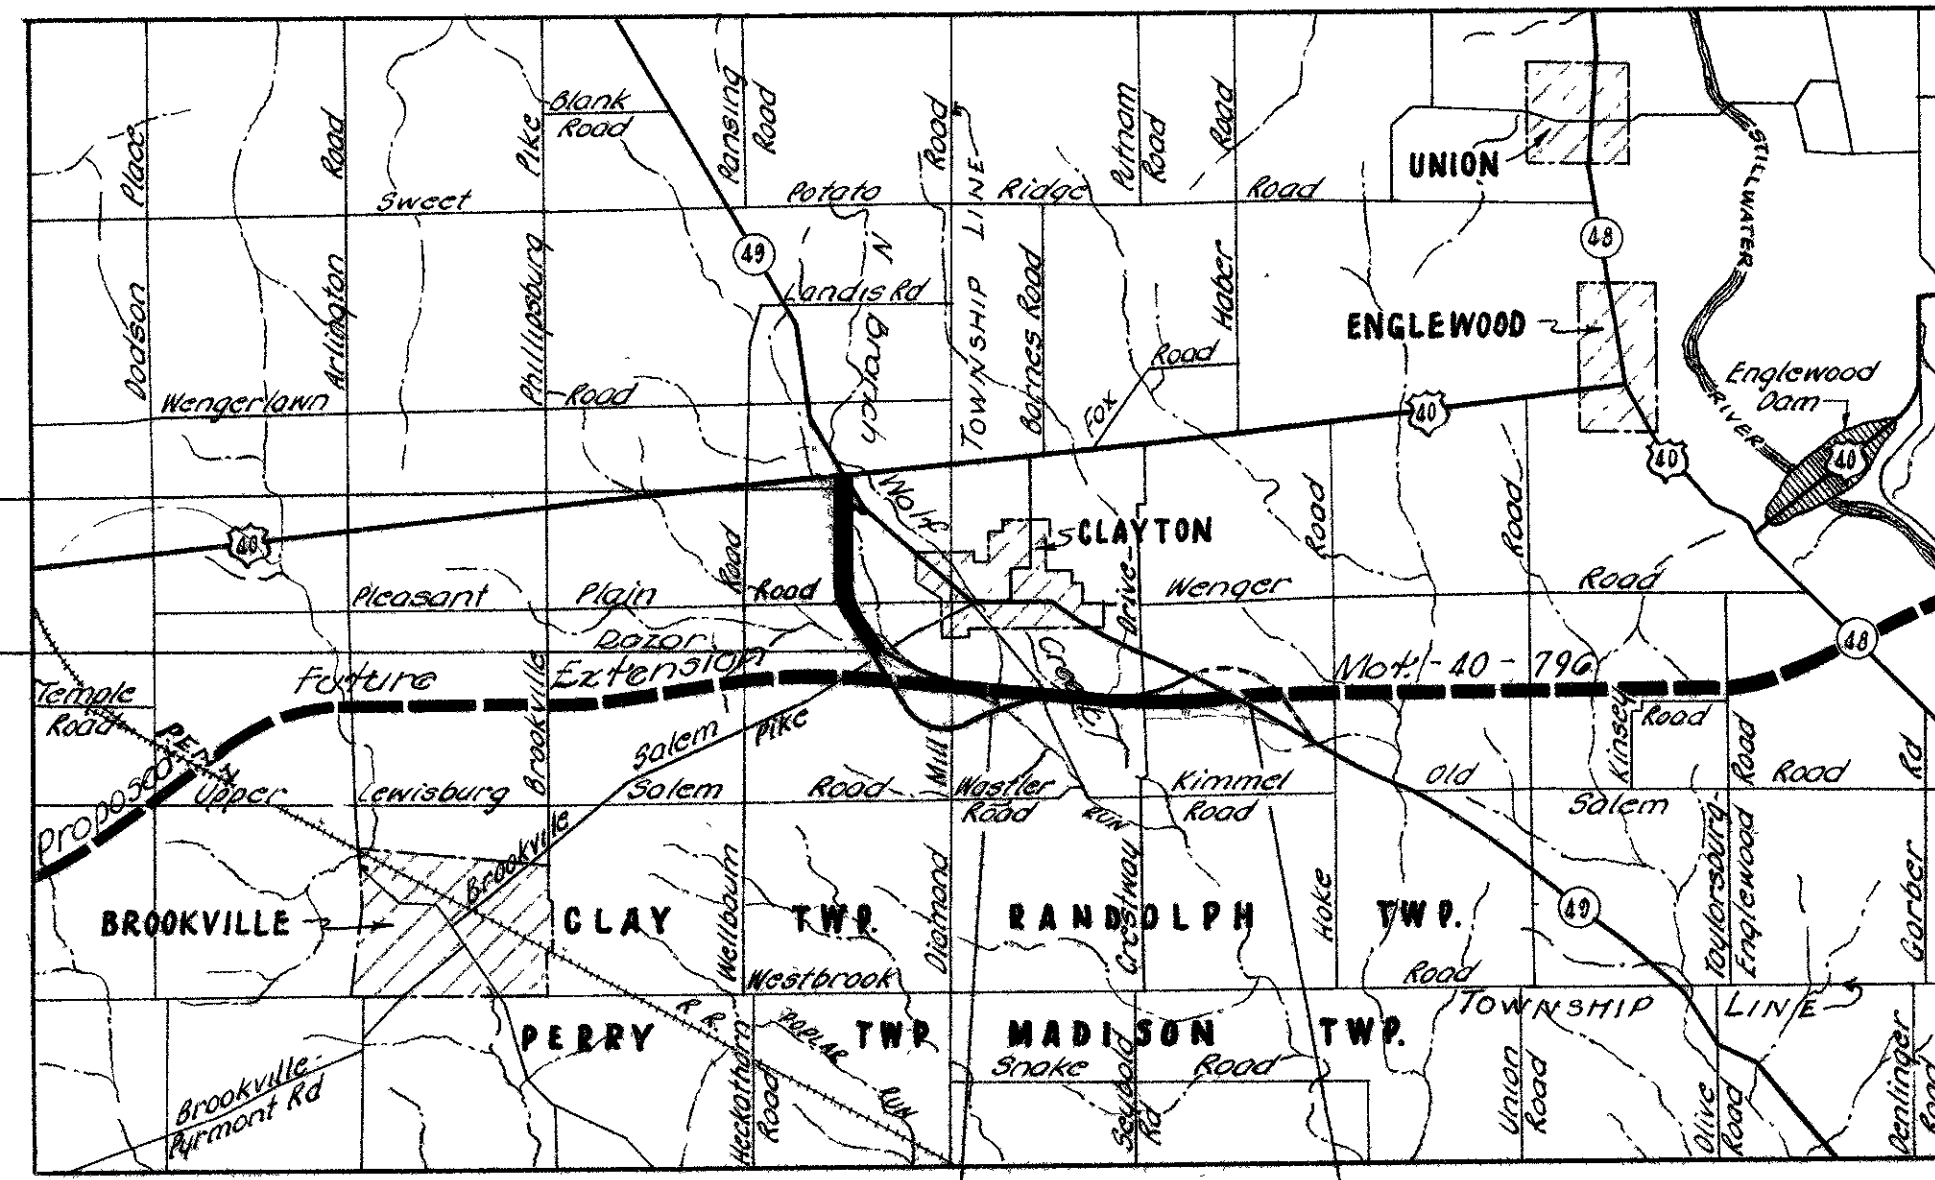 Blank
Road
Dodson Place
Arlington Road
Phillipsburg Pike
Pansing Road
Road
Putnam Road
Haber Road
UNION
STILLWATER
RIVER
Sweet Potato Ridge Road
49
48
N Branch Wolf Creek
TOWNSHIP LINE
Landis Rd
Barnes Road
ENGLEWOOD
Englewood
Dam
Fox Road
Wengerlawn Road
40
40
40
40
CLAYTON
Road
Road
Road
Drive
Pleasant Plain Road
Wenger Road
Dozor
48
Proposed Future Extension
Mot. - 40 - 796
Temple
Road
PENN
R R.
Brookville
Salem Pike
Kinsey Road
Upper Lewisburg Salem Road
Mill
Wastler
Road
RUN
Kimmel
Road
Old Salem Road
Brookville
BROOKVILLE
CLAY TWP.
RANDOLPH TWP.
Wellbaum
Diamond
Crestway
Hoke
49
Taylorsburg-
Englewood Road
Garber Rd
Westbrook Road
TOWNSHIP LINE
PERRY TWP
MADISON TWP.
POPLAR RUN
Snake Road
Brookville-
Pyrmont Rd
Heckathorn
Road
Seybold
Rd
Union
Road
Olive
Road
Denlinger
Road